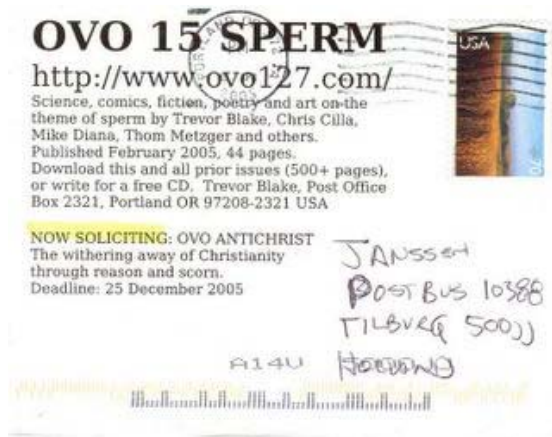 OVO 15 SPERM
http://www.ovo127.com/
Science, comics, fiction, poetry and art on the
theme of sperm by Trevor Blake, Chris Cilla,
Mike Diana, Thom Metzger and others.
Published February 2005, 44 pages.
Download this and all prior issues (500+ pages),
or write for a free CD. Trevor Blake, Post Office
Box 2321, Portland OR 97208-2321 USA
NOW SOLICITING: OVO ANTICHRIST
The withering away of Christianity
through reason and scorn.
Deadline: 25 December 2005
USA
70
JANSSEN
POSTBUS 10388
TILBURG 500JJ
A14U